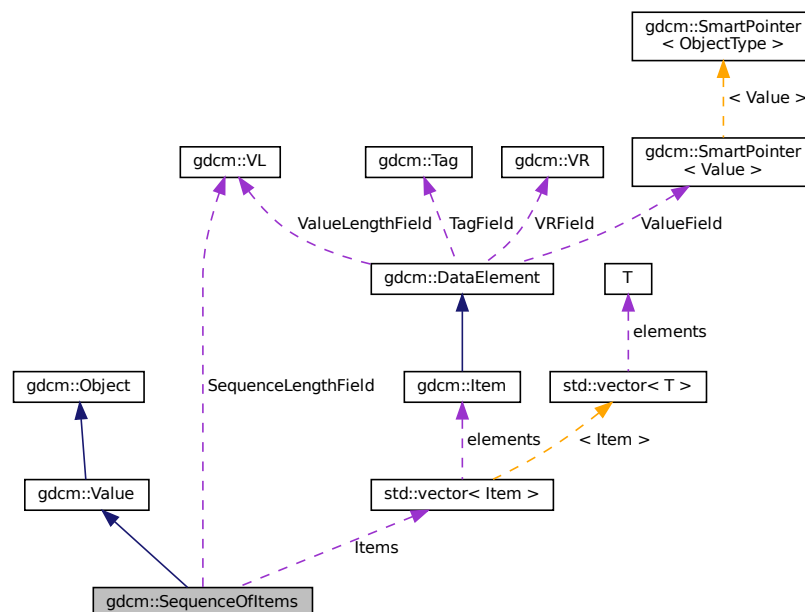 gdcm::SmartPointer
< ObjectType >
< Value >
gdcm::VL
gdcm::Tag
gdcm::VR
gdcm::SmartPointer
< Value >
ValueLengthField
TagField
VRField
ValueField
gdcm::DataElement
T
elements
gdcm::Object
SequenceLengthField
gdcm::Item
std::vector< T >
elements
< Item >
gdcm::Value
std::vector< Item >
Items
gdcm::SequenceOfItems